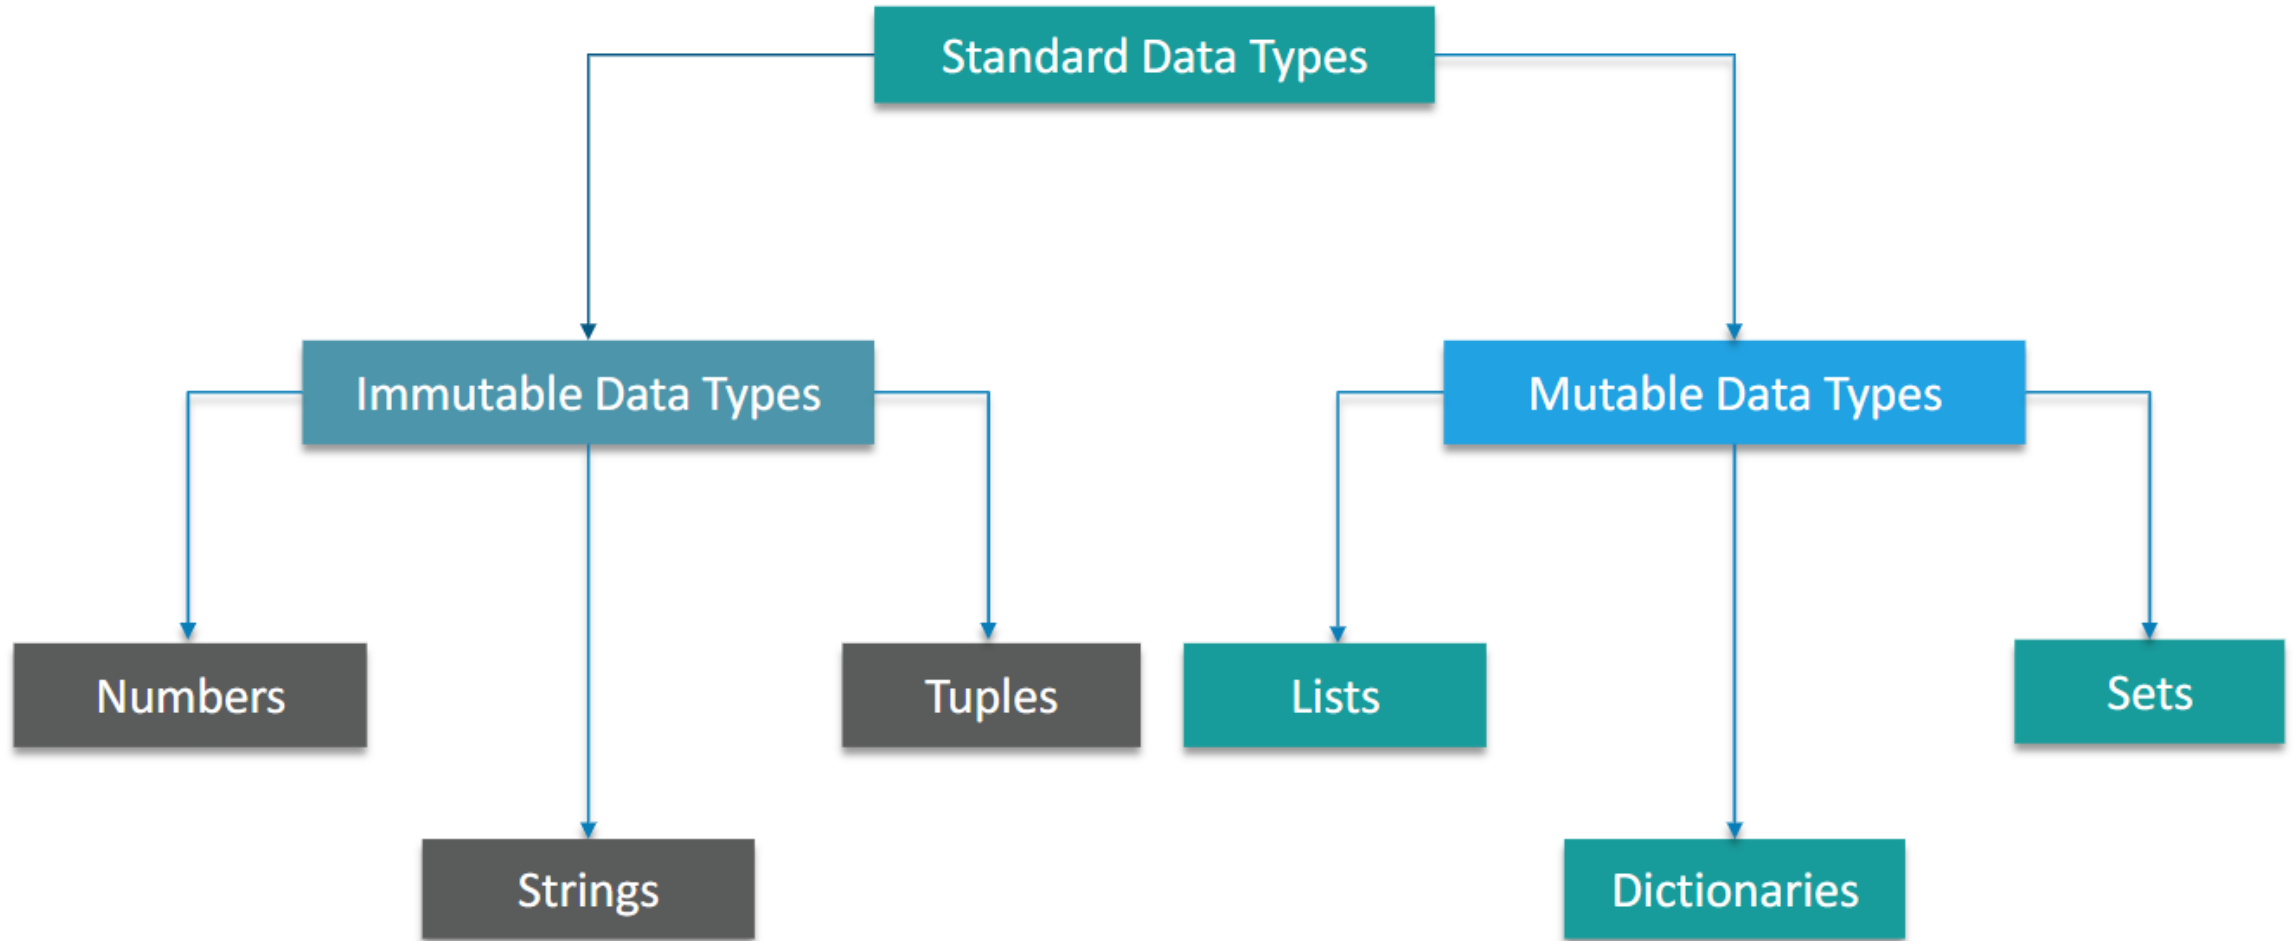 Standard Data Types
Immutable Data Types
Mutable Data Types
Numbers
Tuples
Lists
Sets
Strings
Dictionaries